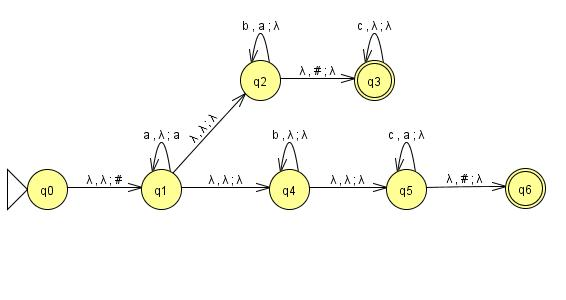 b , a ; λ
c , λ ; λ
q2
λ , # ; λ
q3
λ , λ ; λ
a , λ ; a
b , λ ; λ
c , a ; λ
q0
λ , λ ; #
q1
λ , λ ; λ
q4
λ , λ ; λ
q5
λ , # ; λ
q6